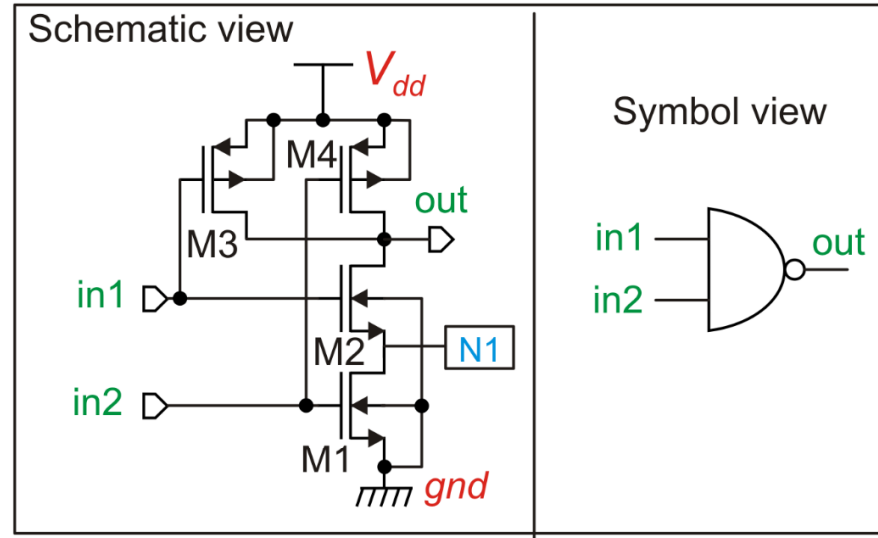 Schematic view
Vdd
M4
out
M3
in1
M2
N1
in2
M1
gnd
Symbol view
in1
out
in2